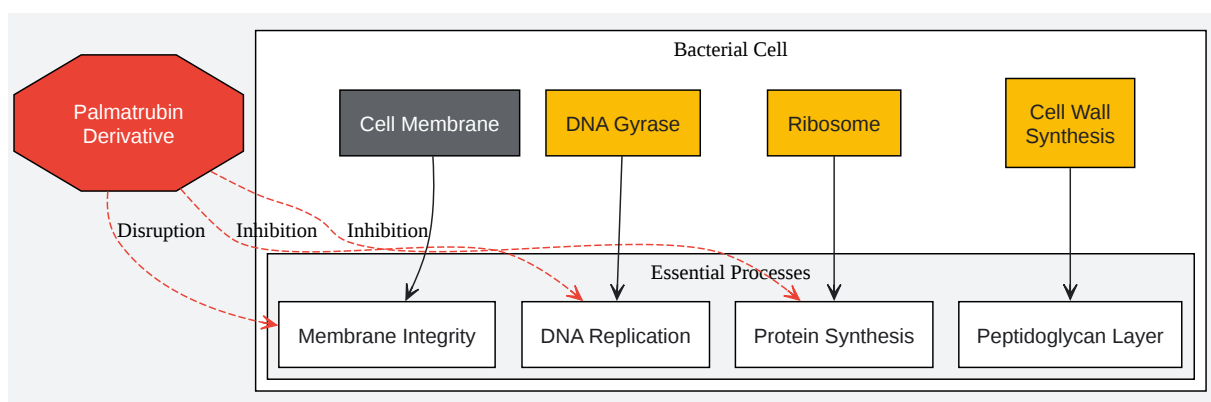 Bacterial Cell
Palmatrubin
Derivative
Cell Membrane
DNA Gyrase
Ribosome
Cell Wall
Synthesis
Disruption
Inhibition
Inhibition
Essential Processes
Membrane Integrity
DNA Replication
Protein Synthesis
Peptidoglycan Layer